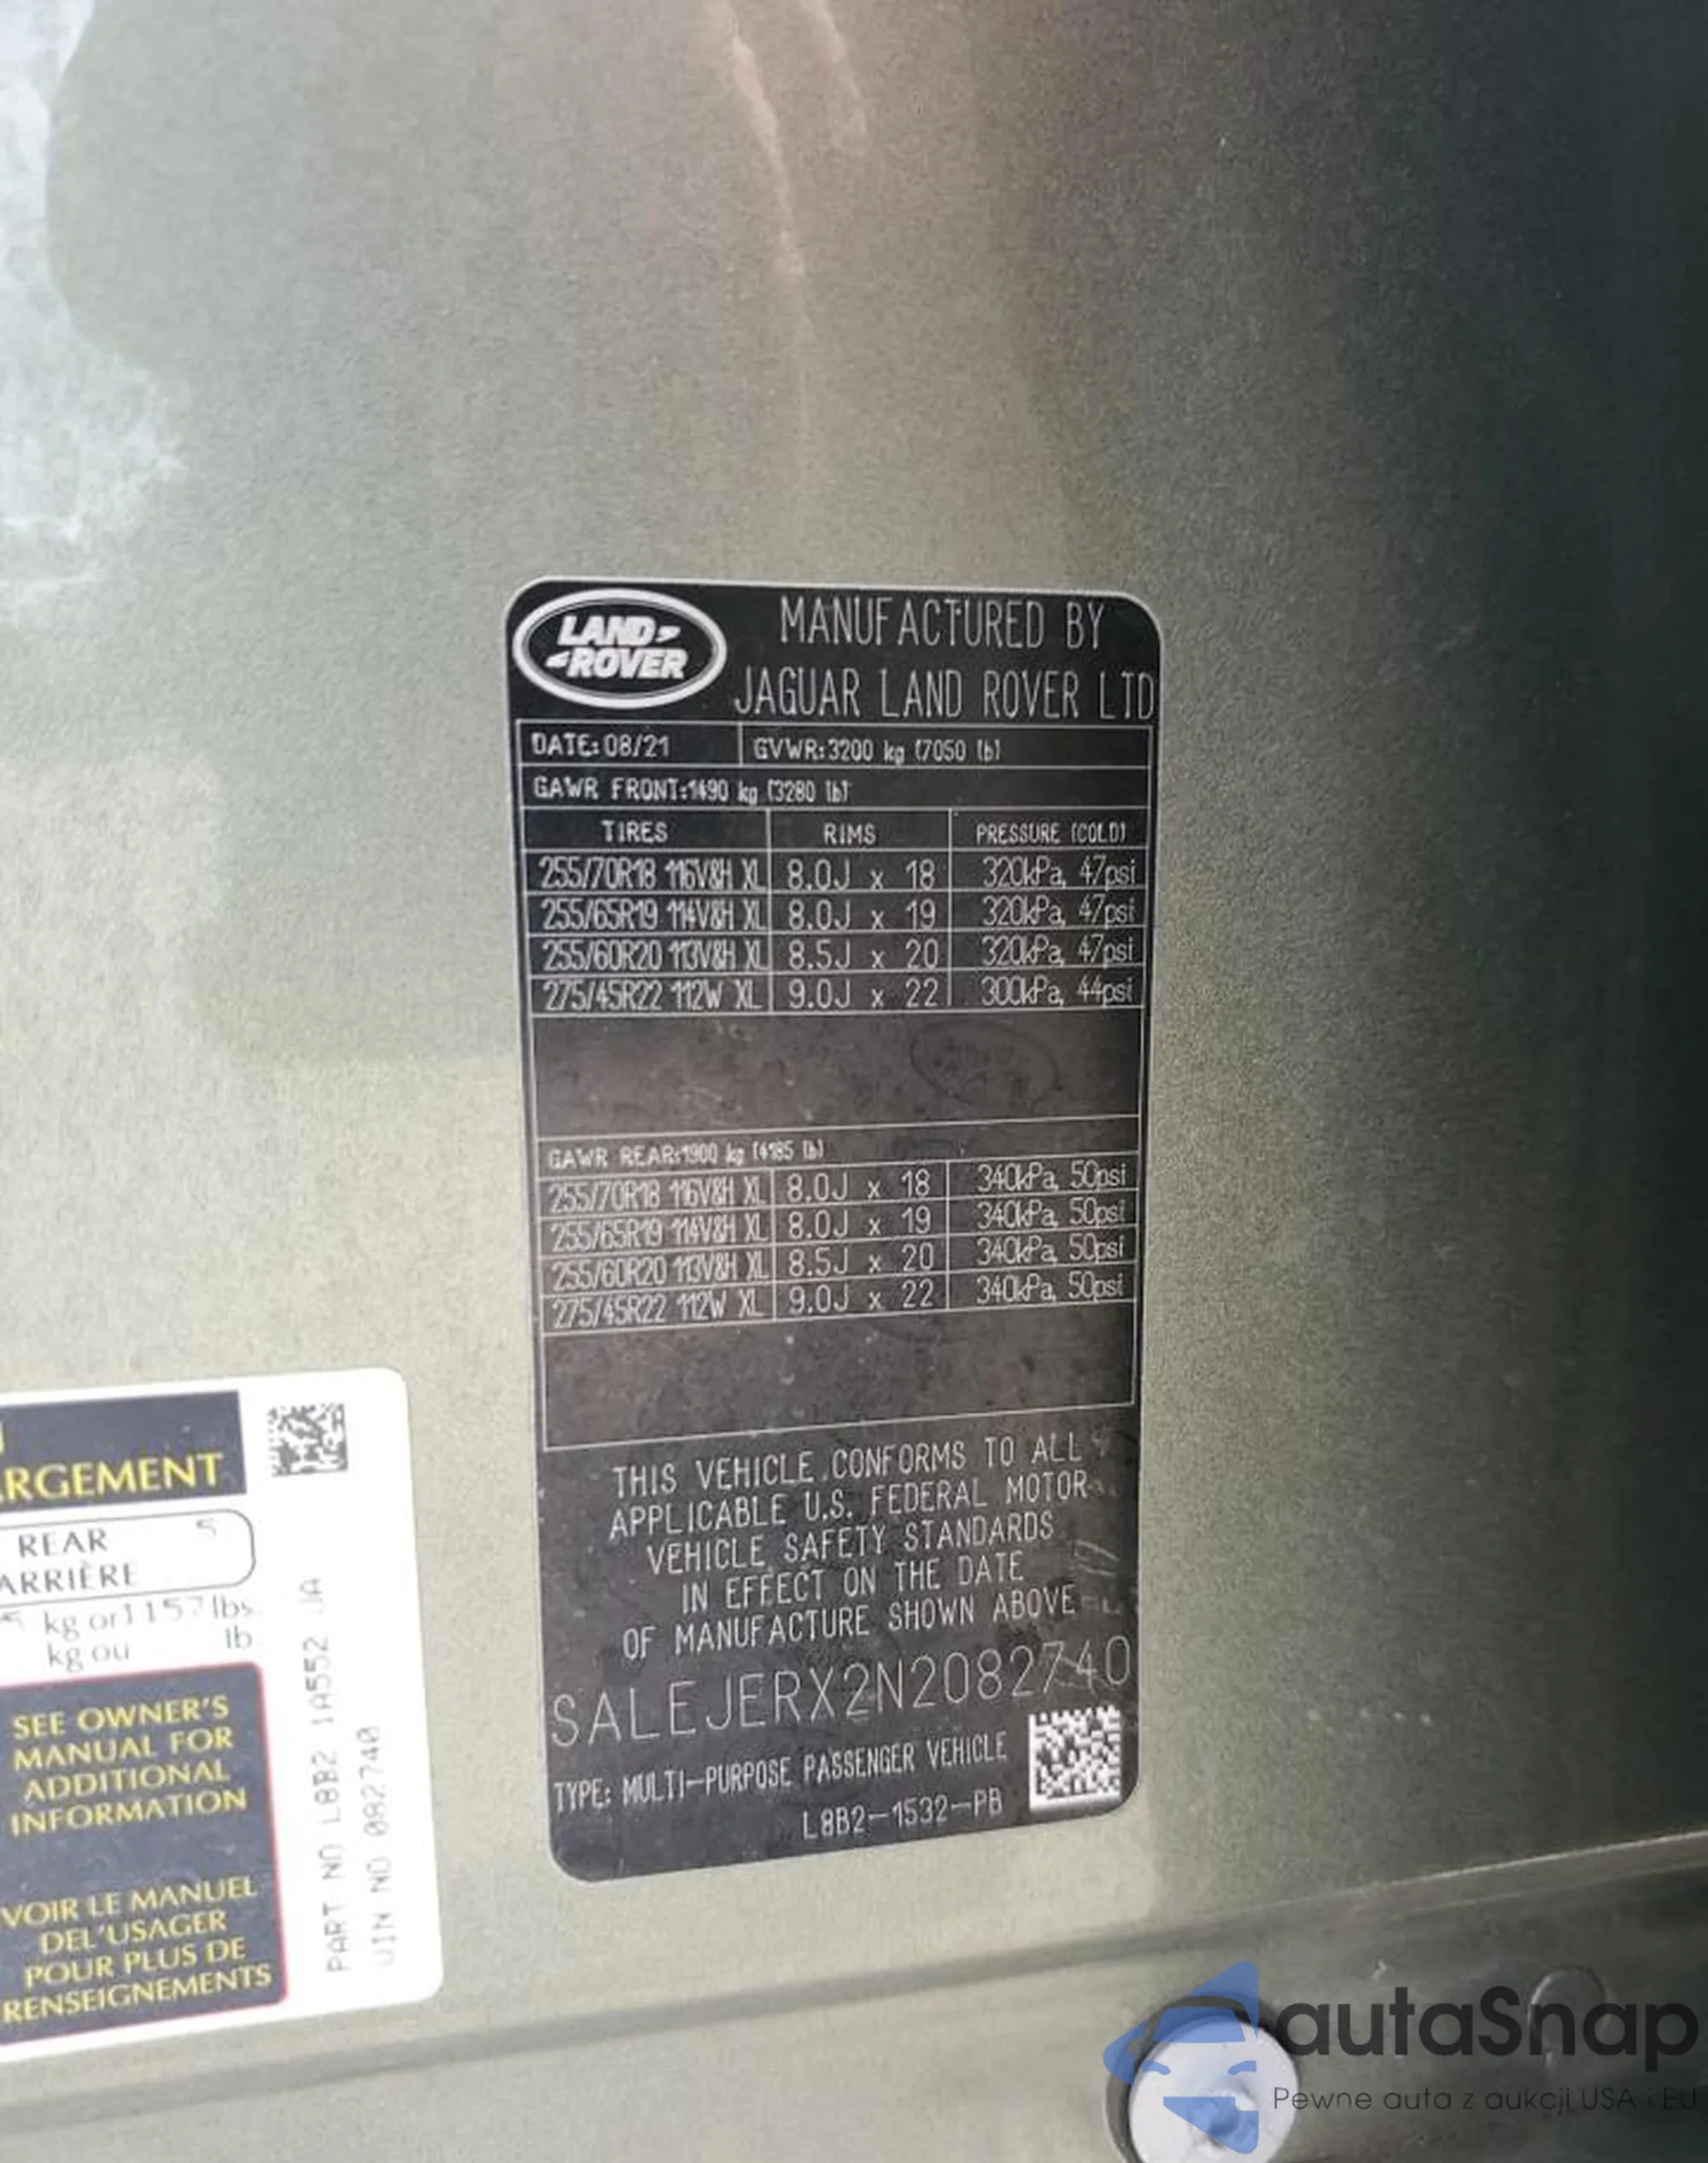 LAND
ROVER
MANUFACTURED BY
JAGUAR LAND ROVER LTD
DATE:08/21 GVWR:3200 kg (7050 lb)
GAWR FRONT:1490 kg (3280 lb)
TIRES RIMS PRESSURE (COLD)
255/70R18 116V&H XL 8.0J x 18 320kPa, 47psi
255/65R19 114V&H XL 8.0J x 19 320kPa, 47psi
255/60R20 113V&H XL 8.5J x 20 320kPa, 47psi
275/45R22 112W XL 9.0J x 22 300kPa, 44psi
GAWR REAR:1900 kg (4185 lb)
255/70R18 116V&H XL 8.0J x 18 340kPa, 50psi
255/65R19 114V&H XL 8.0J x 19 340kPa, 50psi
255/60R20 113V&H XL 8.5J x 20 340kPa, 50psi
275/45R22 112W XL 9.0J x 22 340kPa, 50psi
THIS VEHICLE CONFORMS TO ALL
APPLICABLE U.S. FEDERAL MOTOR
VEHICLE SAFETY STANDARDS
IN EFFECT ON THE DATE
OF MANUFACTURE SHOWN ABOVE
SALEJERX2N2082740
TYPE: MULTI-PURPOSE PASSENGER VEHICLE
L8B2-1532-PB
RGEMENT
REAR 5
ARRIÈRE
5 kg or 1157 lbs
kg ou lb
SEE OWNER'S
MANUAL FOR
ADDITIONAL
INFORMATION
VOIR LE MANUEL
DEL'USAGER
POUR PLUS DE
RENSEIGNEMENTS
PART NO L8B2 1A552 JA
VIN NO 082740
autaSnap
Pewne auta z aukcji USA i EU